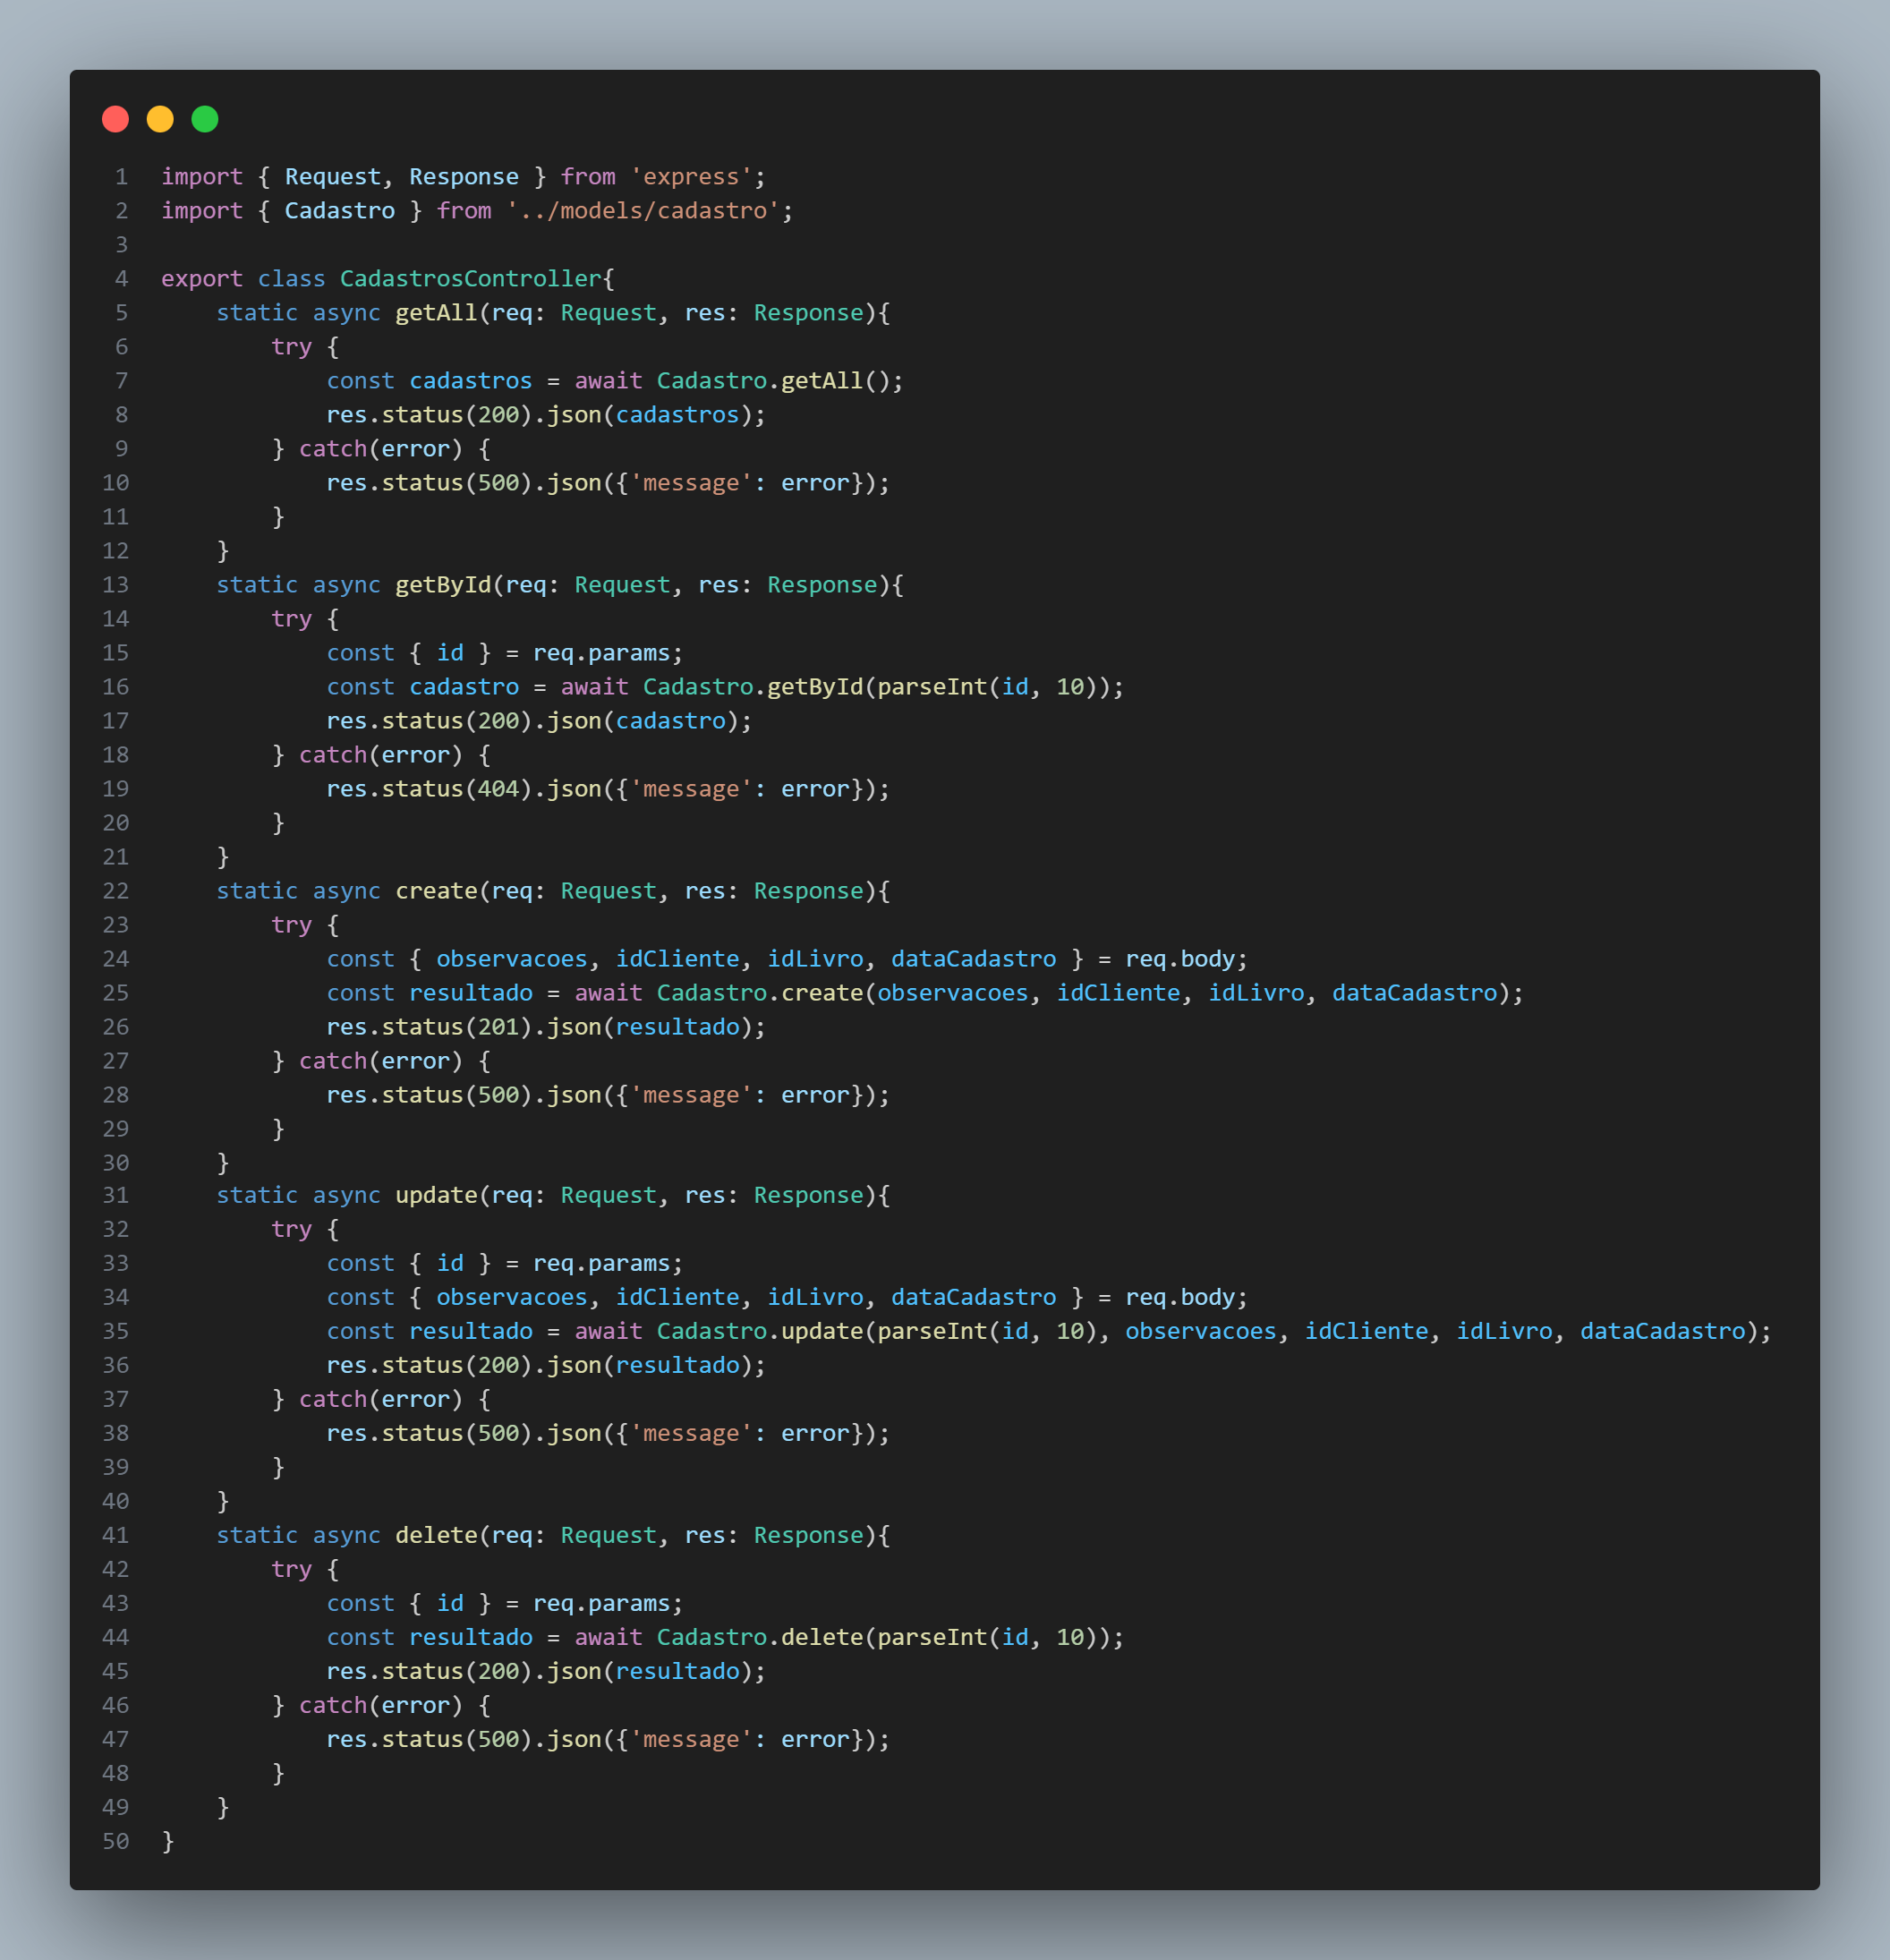 1 import { Request, Response } from 'express';
2 import { Cadastro } from '../models/cadastro';
3
4 export class CadastrosController{
5     static async getAll(req: Request, res: Response){
6         try {
7             const cadastros = await Cadastro.getAll();
8             res.status(200).json(cadastros);
9         } catch(error) {
10             res.status(500).json({'message': error});
11         }
12     }
13     static async getById(req: Request, res: Response){
14         try {
15             const { id } = req.params;
16             const cadastro = await Cadastro.getById(parseInt(id, 10));
17             res.status(200).json(cadastro);
18         } catch(error) {
19             res.status(404).json({'message': error});
20         }
21     }
22     static async create(req: Request, res: Response){
23         try {
24             const { observacoes, idCliente, idLivro, dataCadastro } = req.body;
25             const resultado = await Cadastro.create(observacoes, idCliente, idLivro, dataCadastro);
26             res.status(201).json(resultado);
27         } catch(error) {
28             res.status(500).json({'message': error});
29         }
30     }
31     static async update(req: Request, res: Response){
32         try {
33             const { id } = req.params;
34             const { observacoes, idCliente, idLivro, dataCadastro } = req.body;
35             const resultado = await Cadastro.update(parseInt(id, 10), observacoes, idCliente, idLivro, dataCadastro);
36             res.status(200).json(resultado);
37         } catch(error) {
38             res.status(500).json({'message': error});
39         }
40     }
41     static async delete(req: Request, res: Response){
42         try {
43             const { id } = req.params;
44             const resultado = await Cadastro.delete(parseInt(id, 10));
45             res.status(200).json(resultado);
46         } catch(error) {
47             res.status(500).json({'message': error});
48         }
49     }
50 }